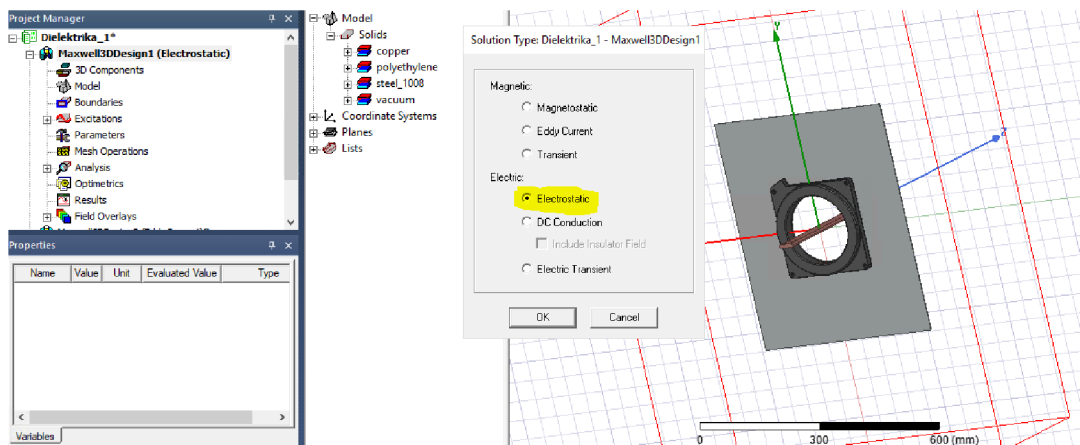 Project Manager
Dielektrika_1*
Maxwell3DDesign1 (Electrostatic)
3D Components
Model
Boundaries
Excitations
Parameters
Mesh Operations
Analysis
Optimetrics
Results
Field Overlays
Properties
Name Value Unit Evaluated Value Type
Variables
Model
Solids
copper
polyethylene
steel_1008
vacuum
Coordinate Systems
Planes
Lists
Solution Type: Dielektrika_1 - Maxwell3DDesign1
Magnetic:
Magnetostatic
Eddy Current
Transient
Electric:
Electrostatic
DC Conduction
Include Insulator Field
Electric Transient
OK Cancel
Y
Z
0 300 600 (mm)